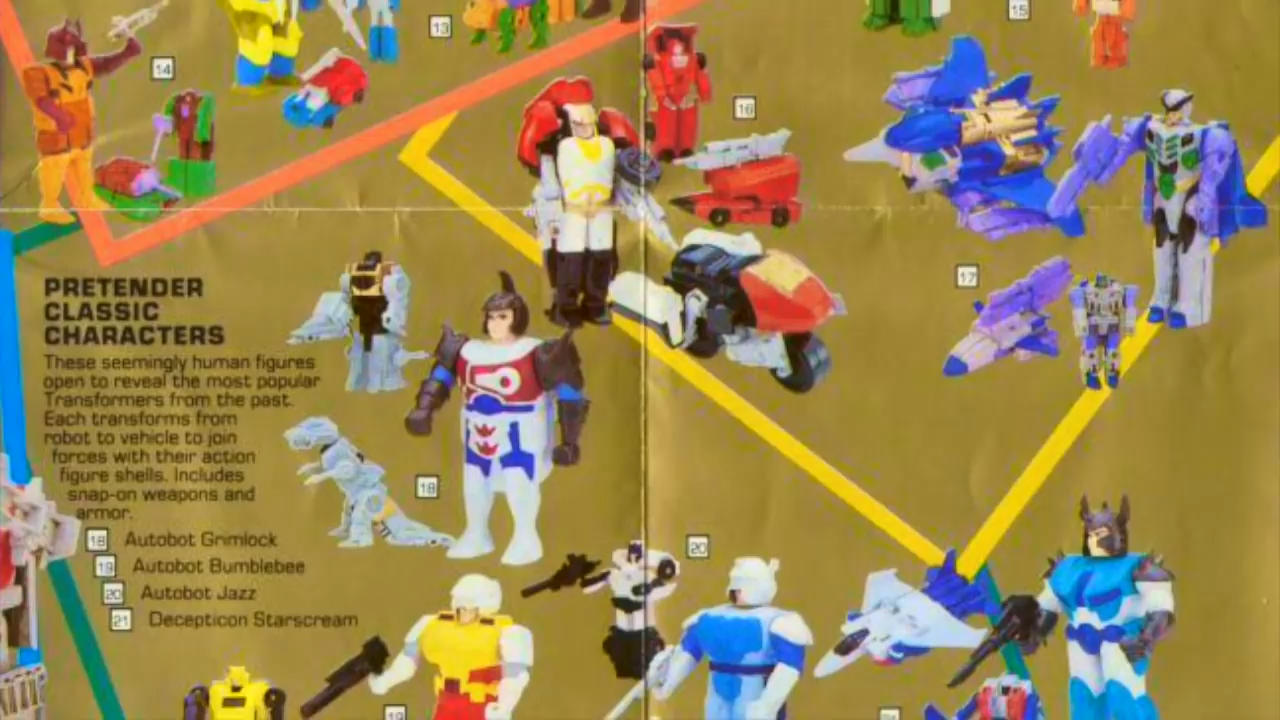 13
15
14
16
17
PRETENDER
CLASSIC
CHARACTERS
These seemingly human figures
open to reveal the most popular
Transformers from the past.
Each transforms from
robot to vehicle to join
forces with their action
figure shells. Includes
snap-on weapons and
armor.
18 Autobot Grimlock
19 Autobot Bumblebee
20 Autobot Jazz
21 Decepticon Starscream
18
20
19
21